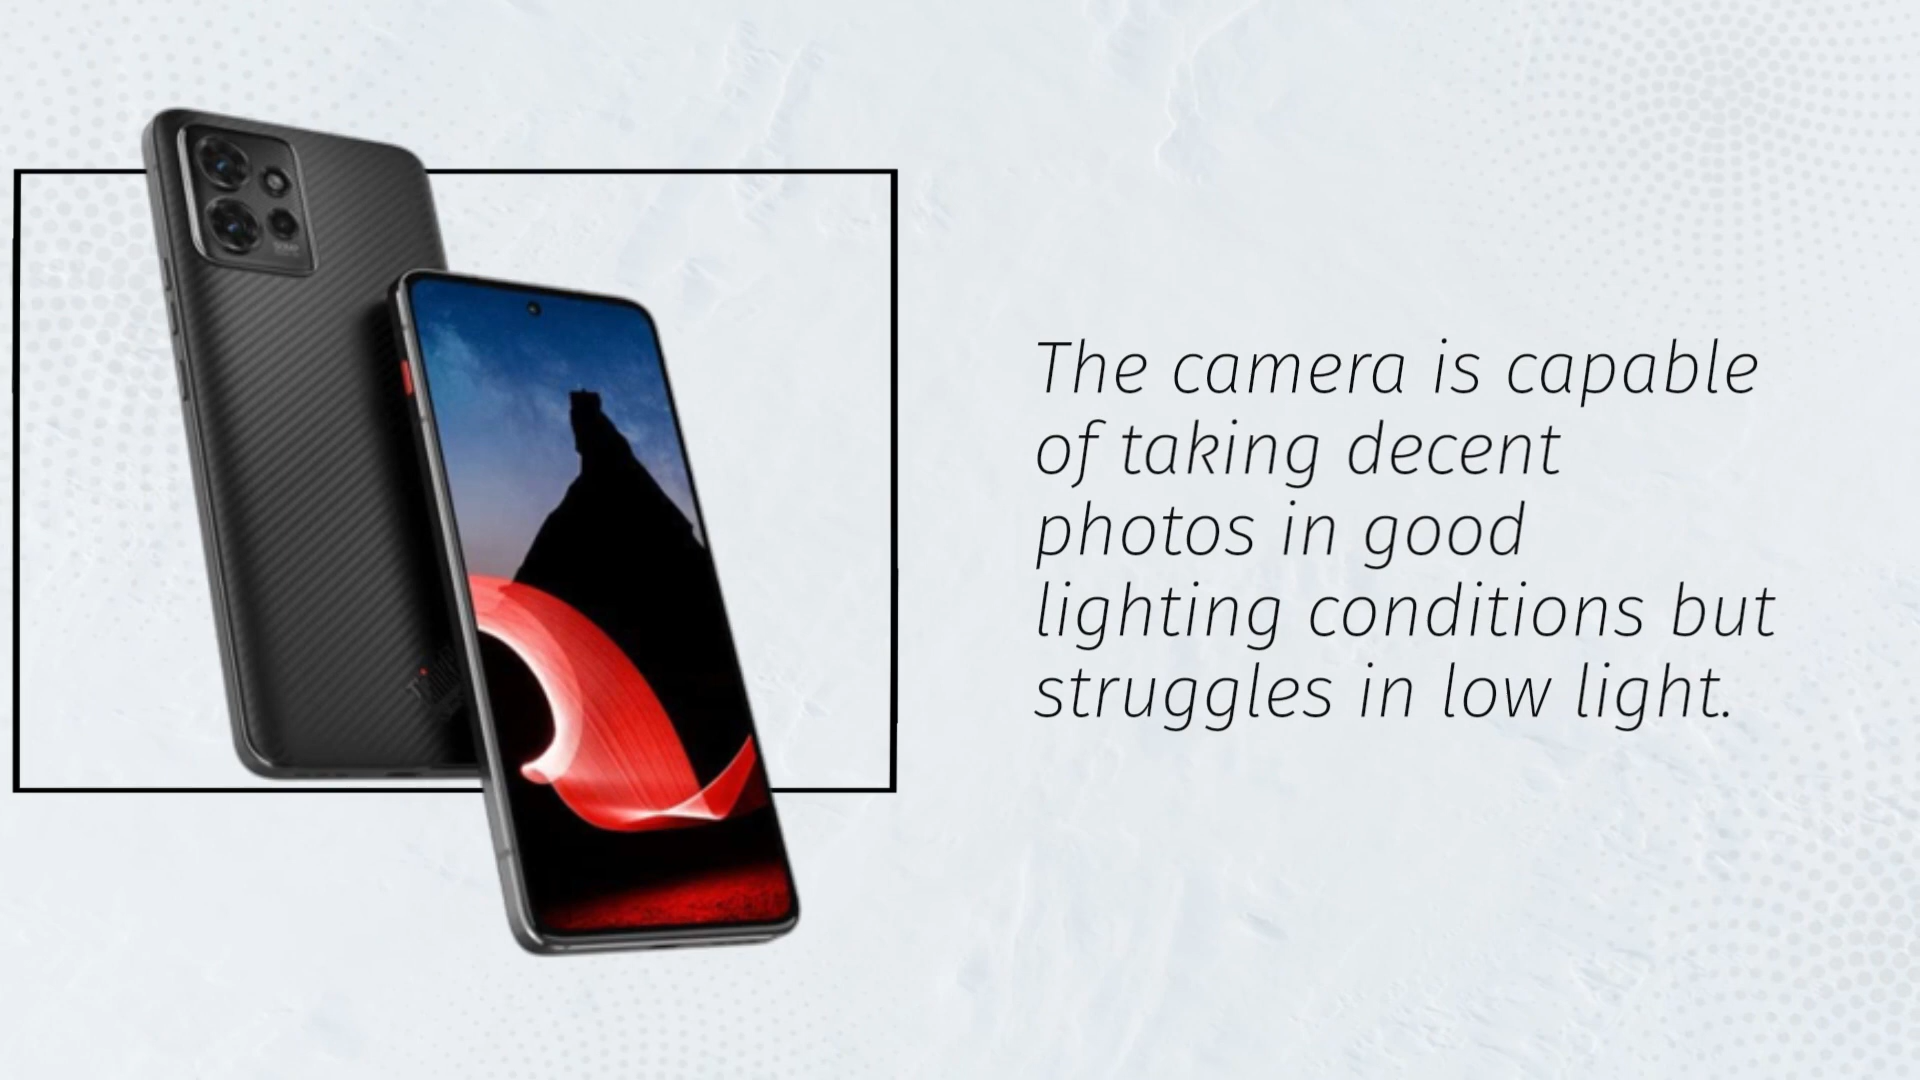 The camera is capable
of taking decent
photos in good
lighting conditions but
struggles in low light.